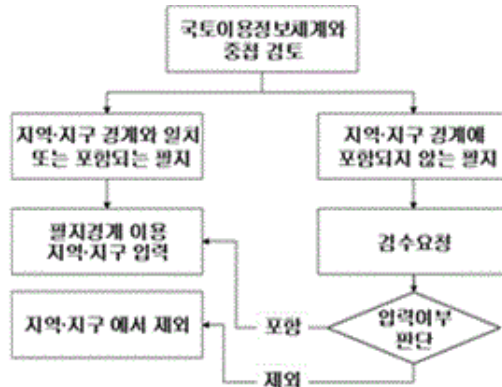 국토이용정보체계와
중첩 검토
지역·지구 경계와 일치
또는 포함되는 필지
지역·지구 경계에
포함되지 않는 필지
필지경계 이용
지역·지구 입력
검수요청
지역·지구 에서 제외
포함
입력여부
판단
제외